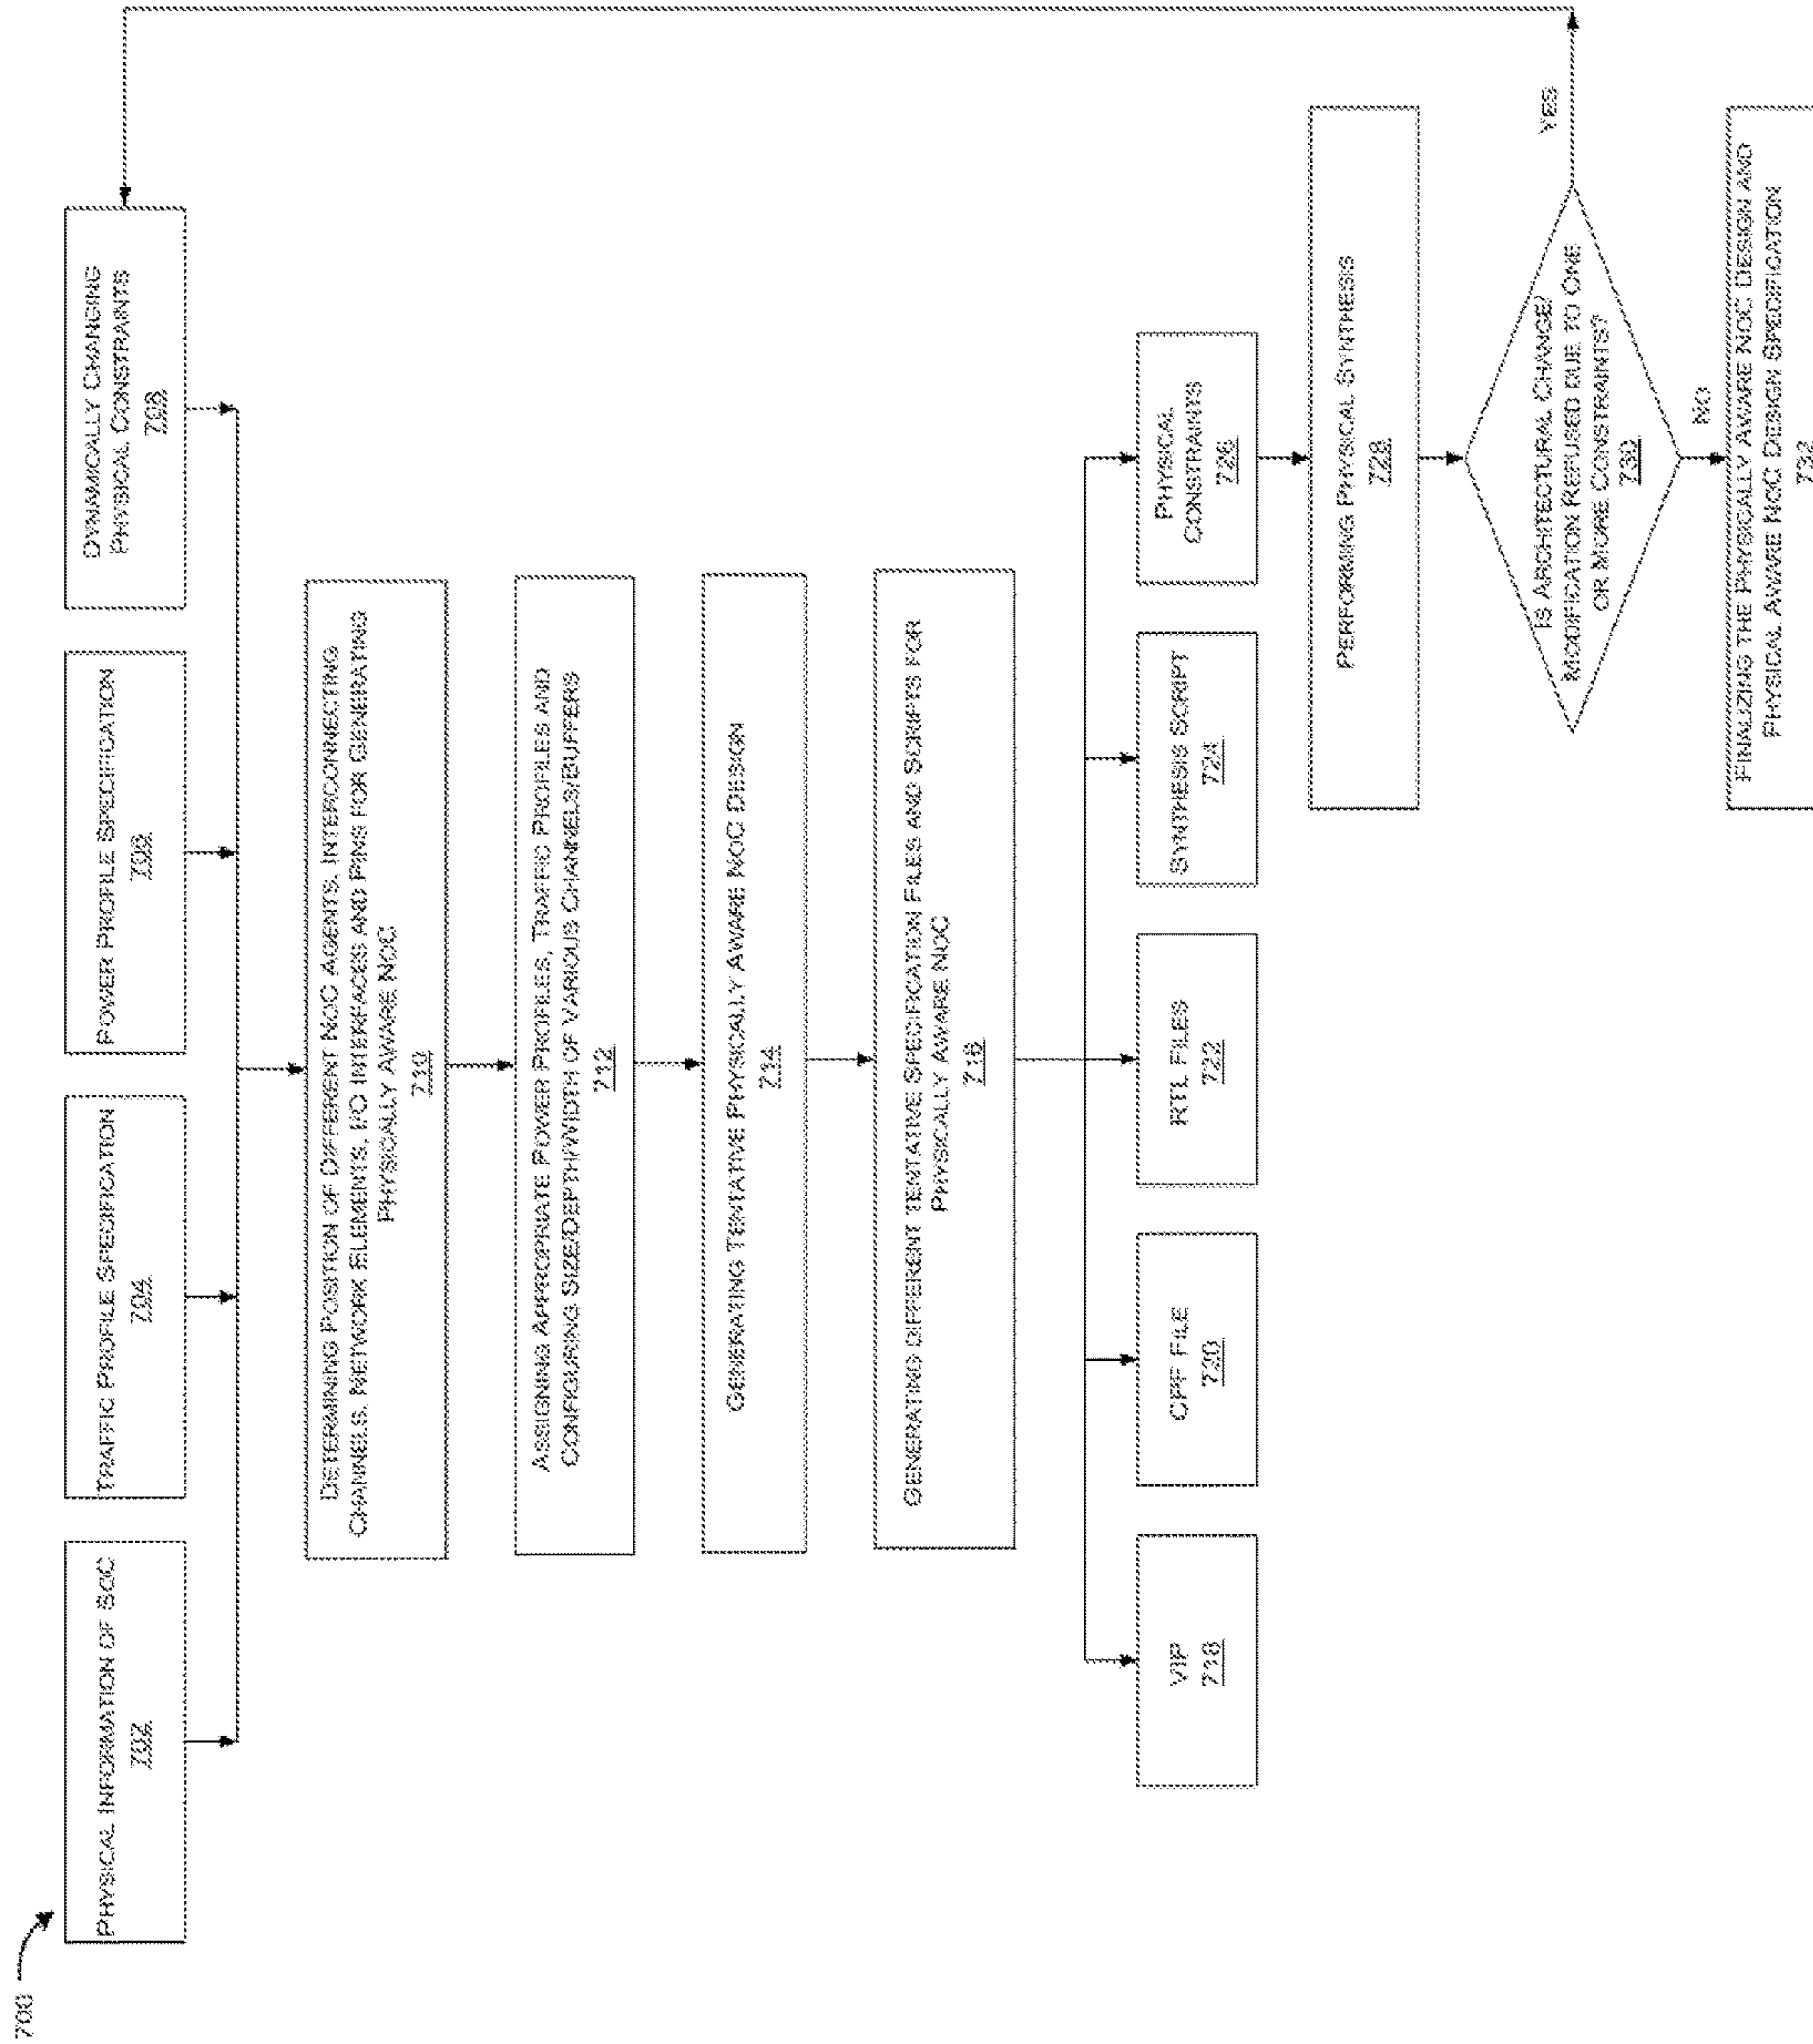 700
PHYSICAL INFORMATION OF SOC
702
TRAFFIC PROFILE SPECIFICATION
704
POWER PROFILE SPECIFICATION
706
DYNAMICALLY CHANGING
PHYSICAL CONSTRAINTS
708
DETERMINING POSITION OF DIFFERENT NOC AGENTS, INTERCONNECTING
CHANNELS, NETWORK ELEMENTS, I/O INTERFACES AND PINS FOR GENERATING
PHYSICALLY AWARE NOC
710
ASSIGNING APPROPRIATE POWER PROFILES, TRAFFIC PROFILES AND
CONFIGURING SIZE/DEPTH/WIDTH OF VARIOUS CHANNELS/BUFFERS
712
GENERATING TENTATIVE PHYSICALLY AWARE NOC DESIGN
714
GENERATING DIFFERENT TENTATIVE SPECIFICATION FILES AND SCRIPTS FOR
PHYSICALLY AWARE NOC
716
VIP
718
CPF FILE
720
RTL FILES
722
SYNTHESIS SCRIPT
724
PHYSICAL
CONSTRAINTS
726
PERFORMING PHYSICAL SYNTHESIS
728
IS ARCHITECTURAL CHANGE/
MODIFICATION REFUSED DUE TO ONE
OR MORE CONSTRAINTS?
730
YES
NO
FINALIZING THE PHYSICALLY AWARE NOC DESIGN AND
PHYSICAL AWARE NOC DESIGN SPECIFICATION
732